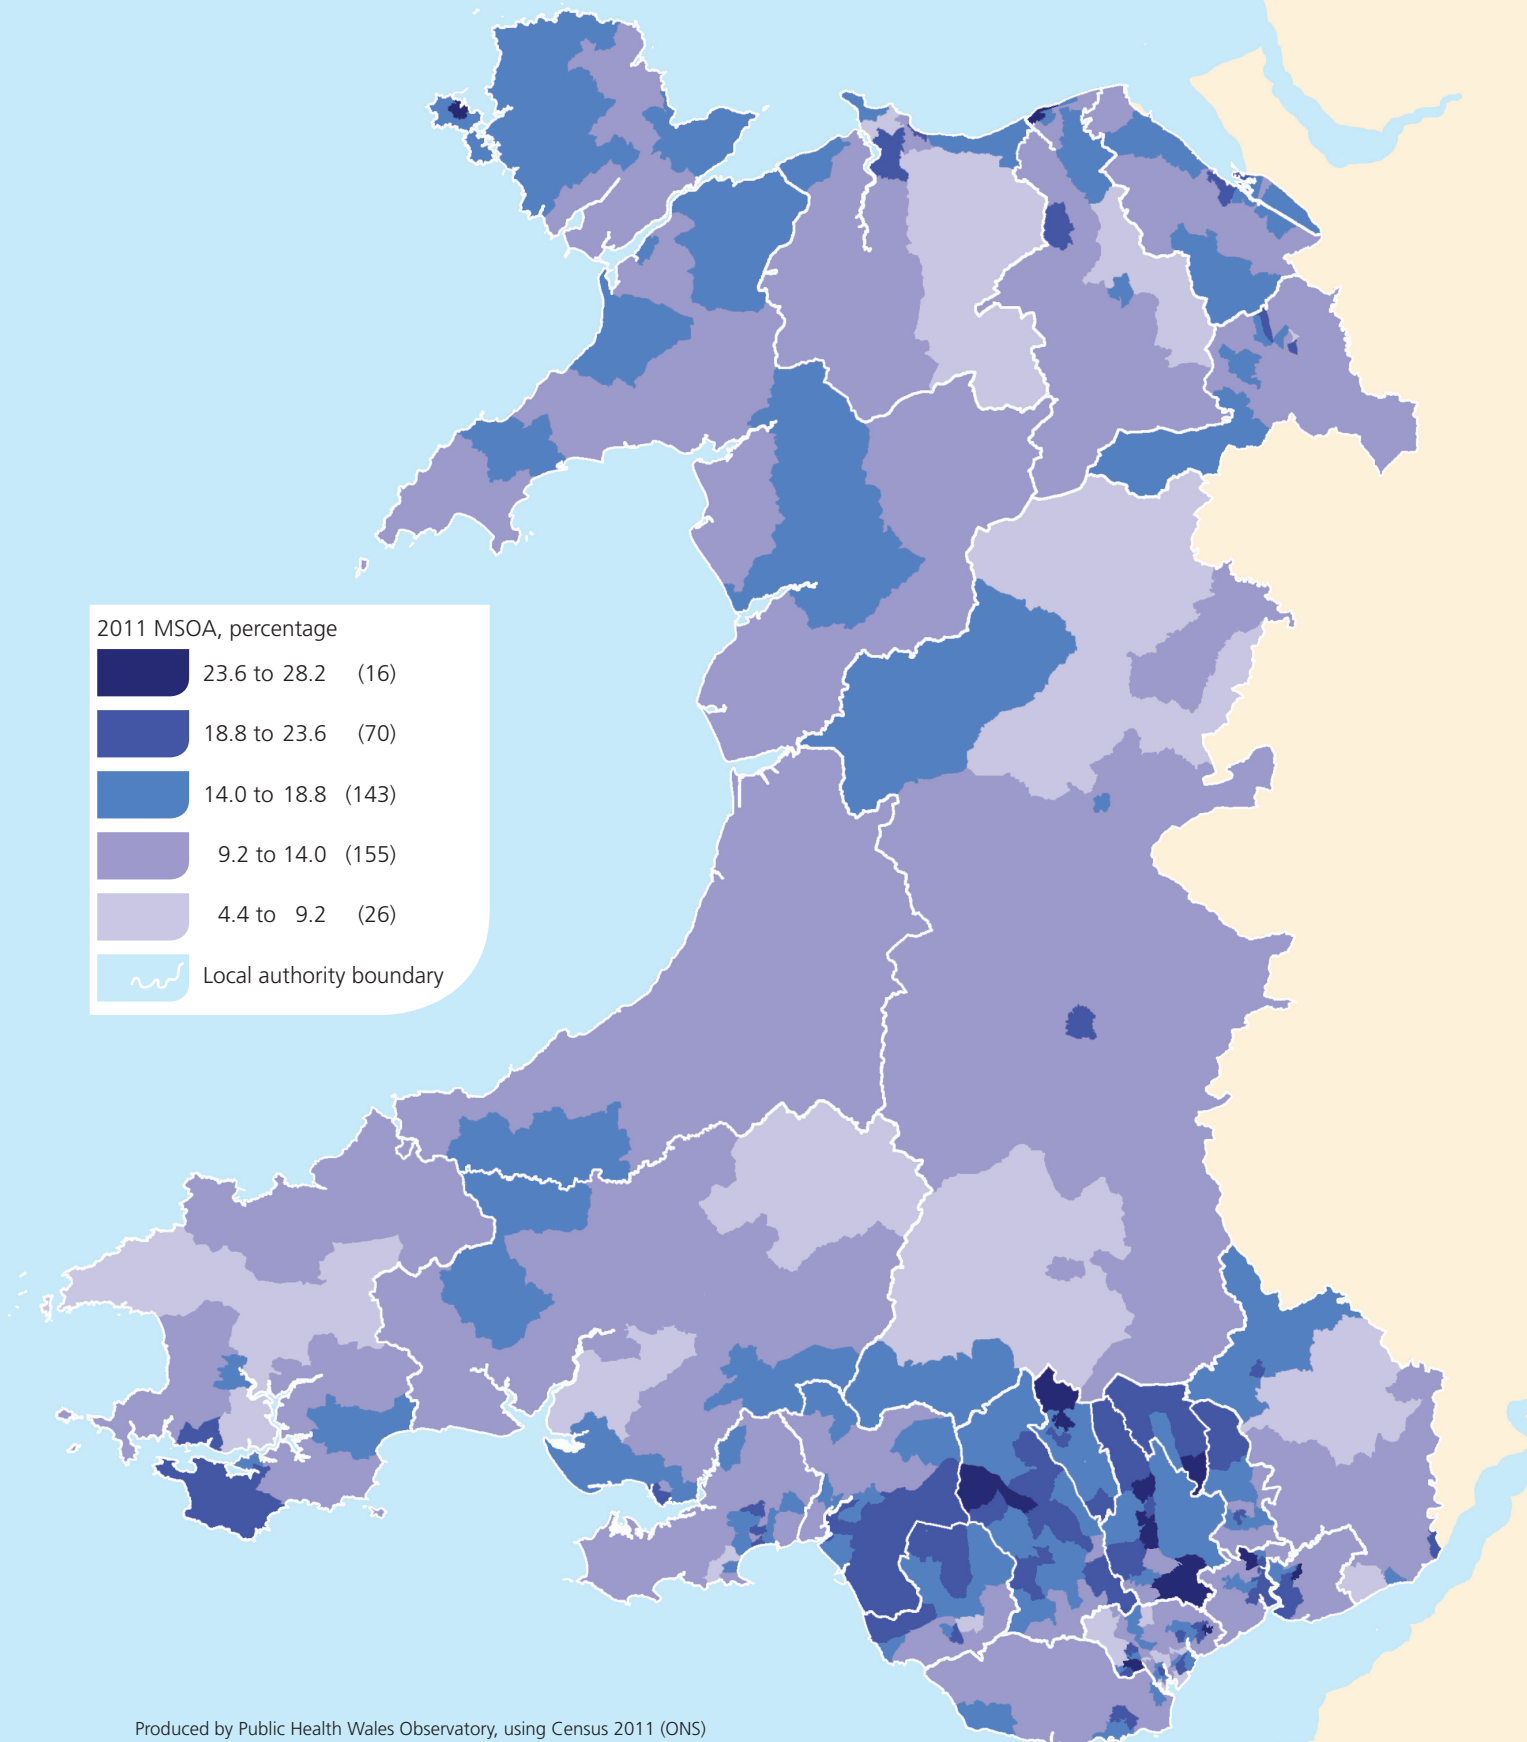 2011 MSOA, percentage
23.6 to 28.2 (16)
18.8 to 23.6 (70)
14.0 to 18.8 (143)
9.2 to 14.0 (155)
4.4 to 9.2 (26)
Local authority boundary
Produced by Public Health Wales Observatory, using Census 2011 (ONS)